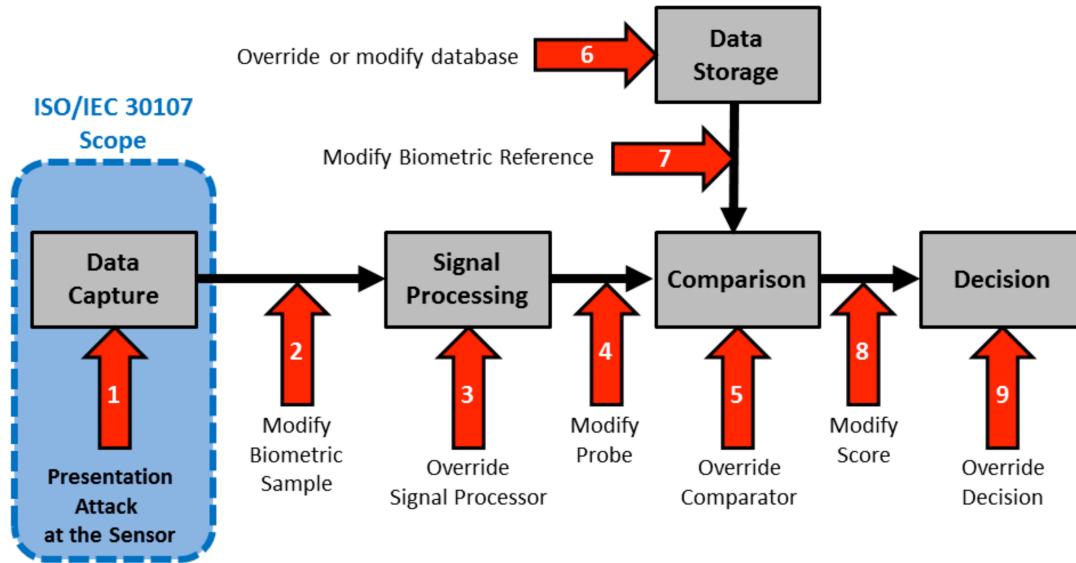 Override or modify database
6
Data
Storage
ISO/IEC 30107
Scope
Modify Biometric Reference
7
Data
Capture
Signal
Processing
Comparison
Decision
1
2
3
4
5
8
9
Presentation
Attack
at the Sensor
Modify
Biometric
Sample
Override
Signal Processor
Modify
Probe
Override
Comparator
Modify
Score
Override
Decision